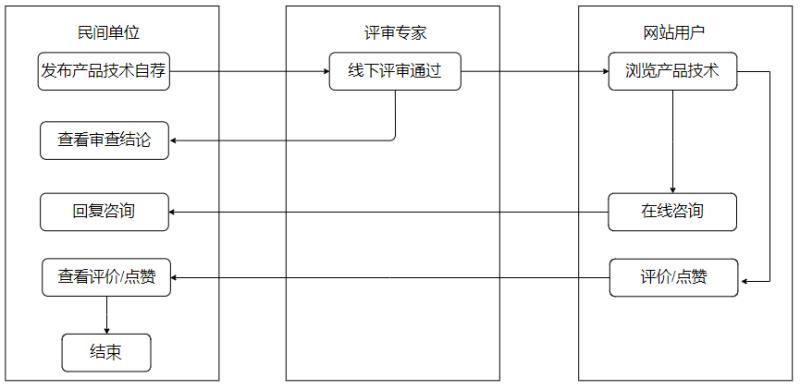 民间单位
评审专家
网站用户
发布产品技术自荐
线下评审通过
浏览产品技术
查看审查结论
回复咨询
在线咨询
查看评价/点赞
评价/点赞
结束